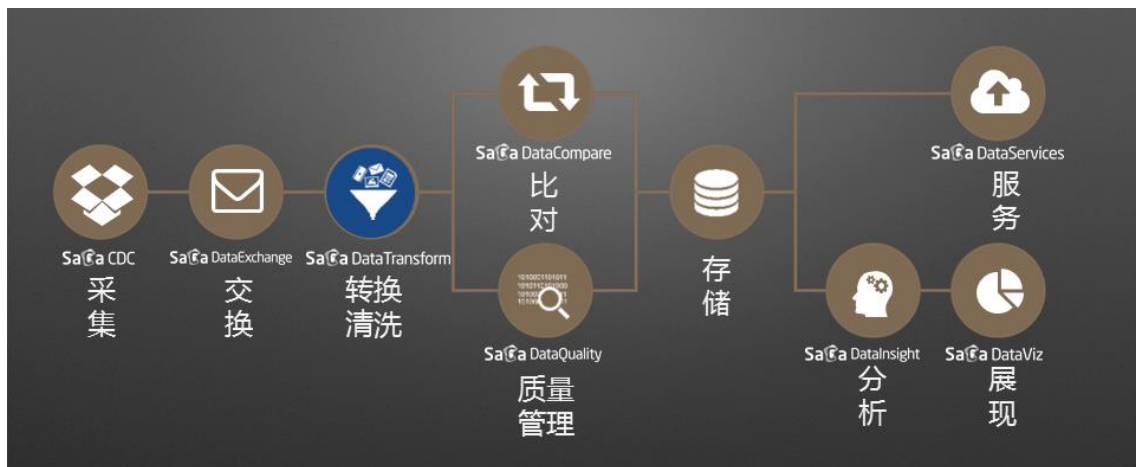 SaCa CDC
采
集
SaCa DataExchange
交
换
SaCa DataTransform
转换
清洗
SaCa DataCompare
比
对
SaCa DataQuality
质量
管理
存
储
SaCa DataServices
服
务
SaCa DataInsight
分
析
SaCa DataViz
展
现